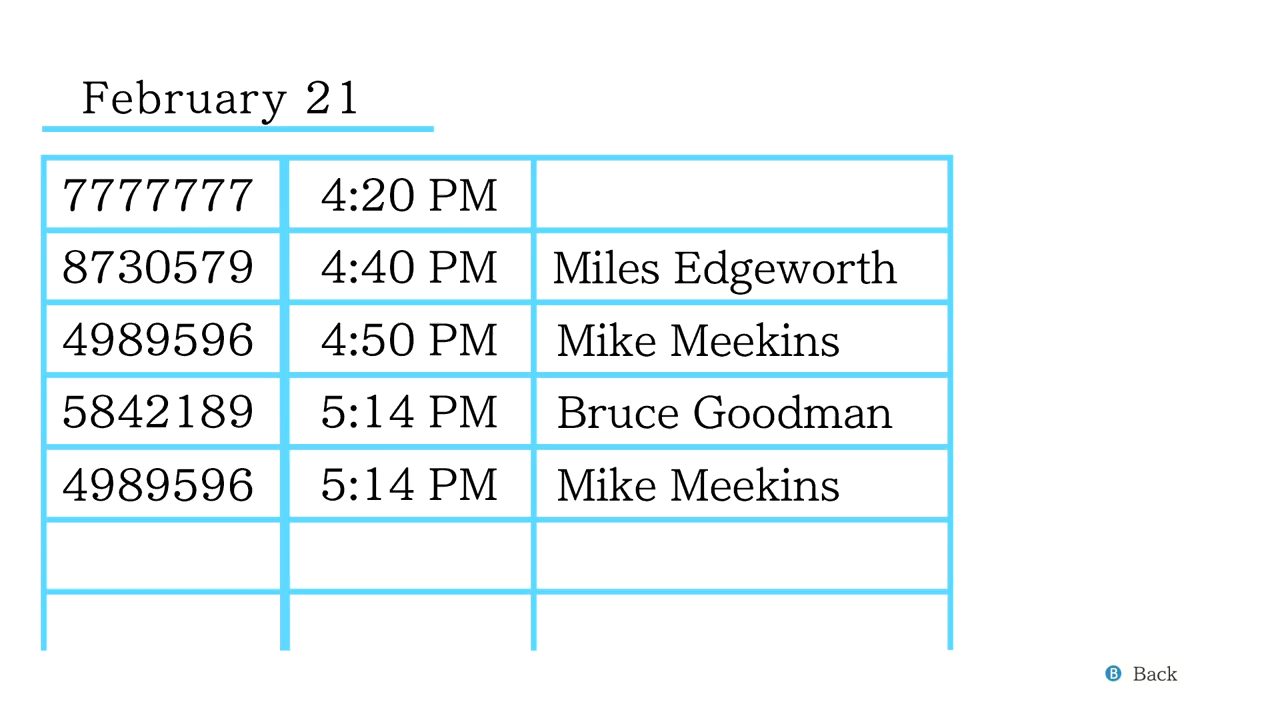 February 21
7777777 4:20 PM
8730579 4:40 PM Miles Edgeworth
4989596 4:50 PM Mike Meekins
5842189 5:14 PM Bruce Goodman
4989596 5:14 PM Mike Meekins
B Back